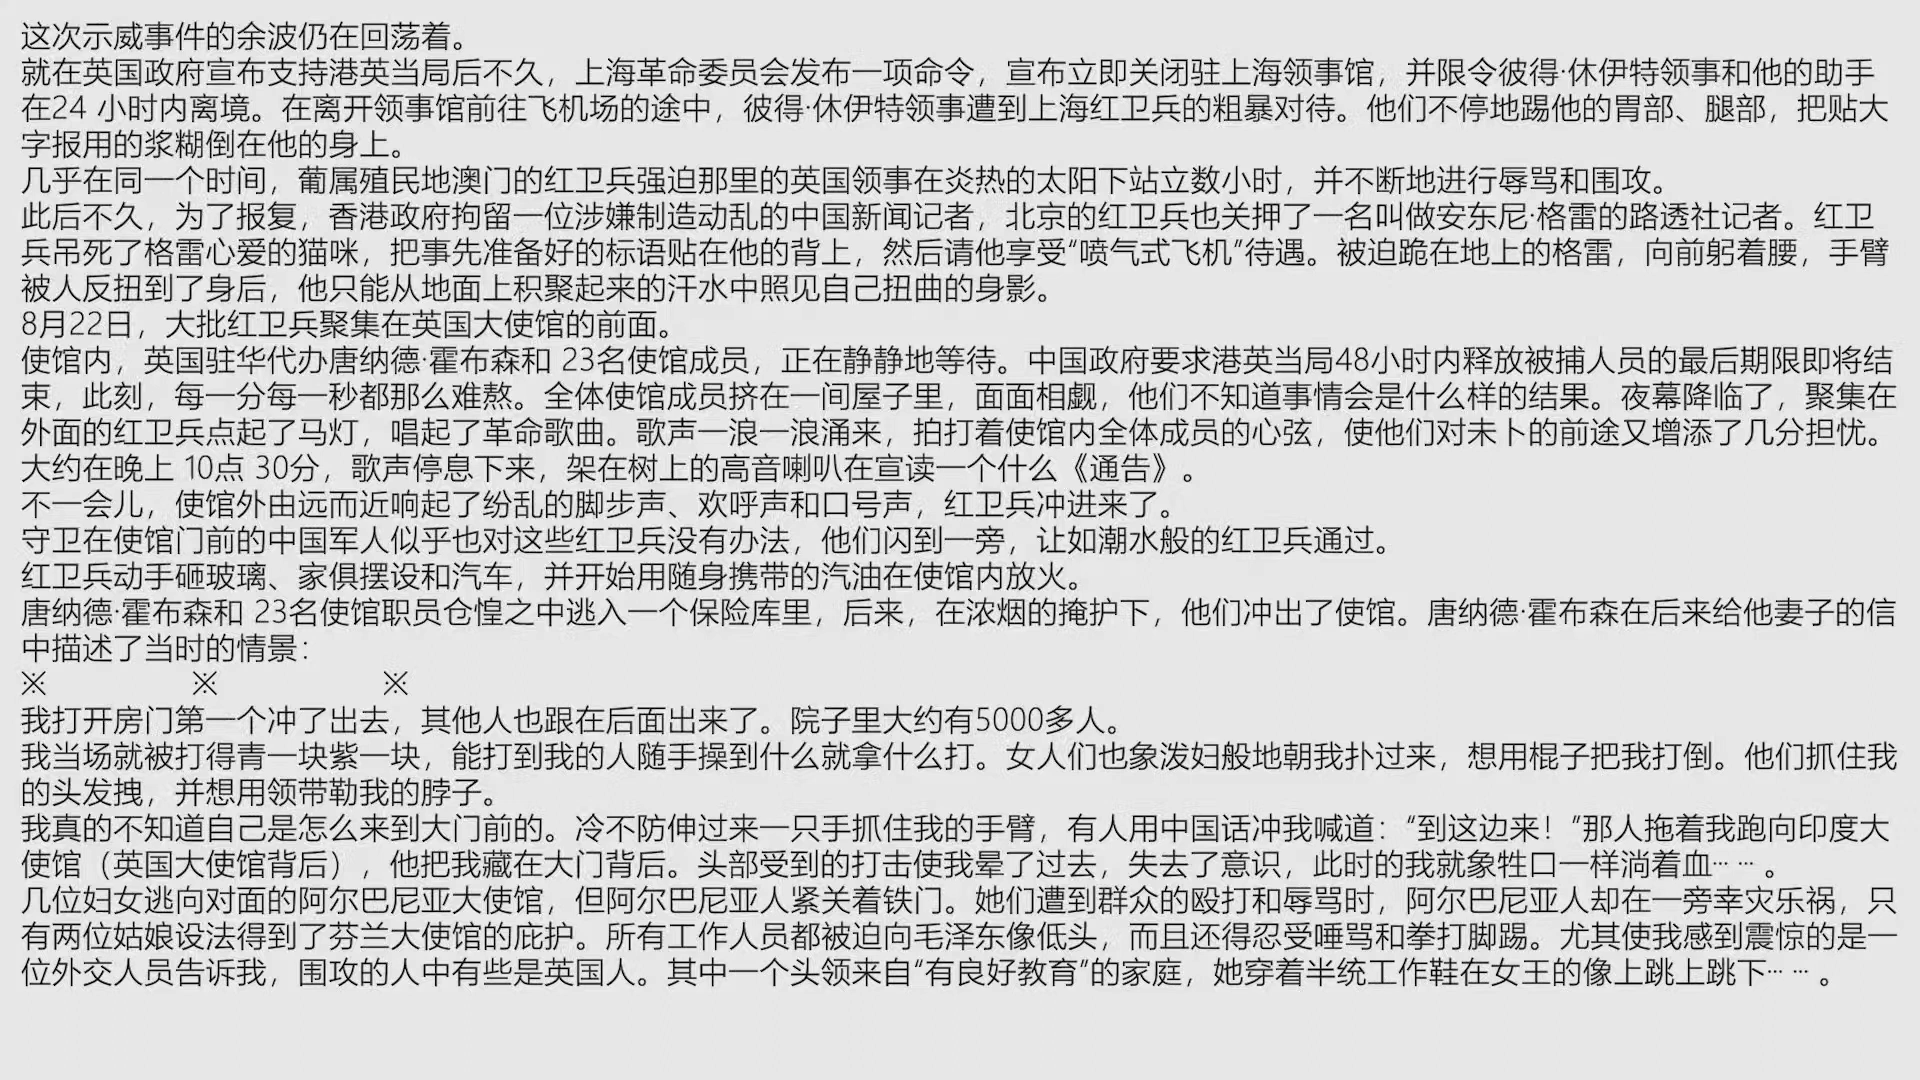 这次示威事件的余波仍在回荡着。
就在英国政府宣布支持港英当局后不久，上海革命委员会发布一项命令，宣布立即关闭驻上海领事馆，并限令彼得·休伊特领事和他的助手
在24 小时内离境。在离开领事馆前往飞机场的途中，彼得·休伊特领事遭到上海红卫兵的粗暴对待。他们不停地踢他的胃部、腿部，把贴大
字报用的浆糊倒在他的身上。
几乎在同一个时间，葡属殖民地澳门的红卫兵强迫那里的英国领事在炎热的太阳下站立数小时，并不断地进行辱骂和围攻。
此后不久，为了报复，香港政府拘留一位涉嫌制造动乱的中国新闻记者，北京的红卫兵也关押了一名叫做安东尼·格雷的路透社记者。红卫
兵吊死了格雷心爱的猫咪，把事先准备好的标语贴在他的背上，然后请他享受“喷气式飞机”待遇。被迫跪在地上的格雷，向前躬着腰，手臂
被人反扭到了身后，他只能从地面上积聚起来的汗水中照见自己扭曲的身影。
8月22日，大批红卫兵聚集在英国大使馆的前面。
使馆内，英国驻华代办唐纳德·霍布森和 23名使馆成员，正在静静地等待。中国政府要求港英当局48小时内释放被捕人员的最后期限即将结
束，此刻，每一分每一秒都那么难熬。全体使馆成员挤在一间屋子里，面面相觑，他们不知道事情会是什么样的结果。夜幕降临了，聚集在
外面的红卫兵点起了马灯，唱起了革命歌曲。歌声一浪一浪涌来，拍打着使馆内全体成员的心弦，使他们对未卜的前途又增添了几分担忧。
大约在晚上 10点 30分，歌声停息下来，架在树上的高音喇叭在宣读一个什么《通告》。
不一会儿，使馆外由远而近响起了纷乱的脚步声、欢呼声和口号声，红卫兵冲进来了。
守卫在使馆门前的中国军人似乎也对这些红卫兵没有办法，他们闪到一旁，让如潮水般的红卫兵通过。
红卫兵动手砸玻璃、家俱摆设和汽车，并开始用随身携带的汽油在使馆内放火。
唐纳德·霍布森和 23名使馆职员仓惶之中逃入一个保险库里，后来，在浓烟的掩护下，他们冲出了使馆。唐纳德·霍布森在后来给他妻子的信
中描述了当时的情景：
※ ※ ※
我打开房门第一个冲了出去，其他人也跟在后面出来了。院子里大约有5000多人。
我当场就被打得青一块紫一块，能打到我的人随手操到什么就拿什么打。女人们也象泼妇般地朝我扑过来，想用棍子把我打倒。他们抓住我
的头发拽，并想用领带勒我的脖子。
我真的不知道自己是怎么来到大门前的。冷不防伸过来一只手抓住我的手臂，有人用中国话冲我喊道：“到这边来！”那人拖着我跑向印度大
使馆（英国大使馆背后），他把我藏在大门背后。头部受到的打击使我晕了过去，失去了意识，此时的我就象牲口一样淌着血… …。
几位妇女逃向对面的阿尔巴尼亚大使馆，但阿尔巴尼亚人紧关着铁门。她们遭到群众的殴打和辱骂时，阿尔巴尼亚人却在一旁幸灾乐祸，只
有两位姑娘设法得到了芬兰大使馆的庇护。所有工作人员都被迫向毛泽东像低头，而且还得忍受唾骂和拳打脚踢。尤其使我感到震惊的是一
位外交人员告诉我，围攻的人中有些是英国人。其中一个头领来自“有良好教育”的家庭，她穿着半统工作鞋在女王的像上跳上跳下… …。